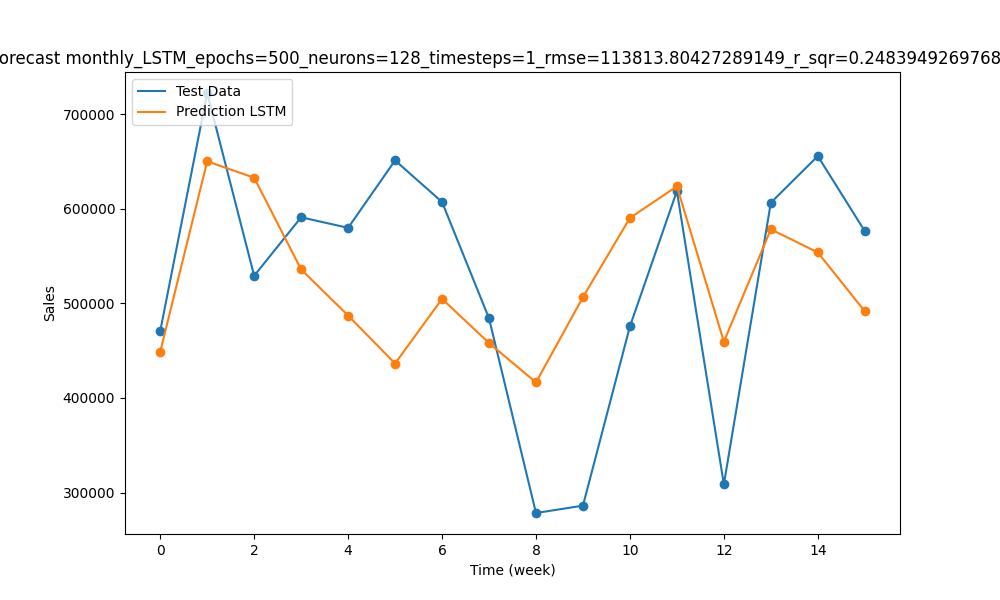 orecast monthly_LSTM_epochs=500_neurons=128_timesteps=1_rmse=113813.80427289149_r_sqr=0.2483949269768
Test Data
Prediction LSTM
700000
600000
500000
400000
300000
Sales
0 2 4 6 8 10 12 14
Time (week)